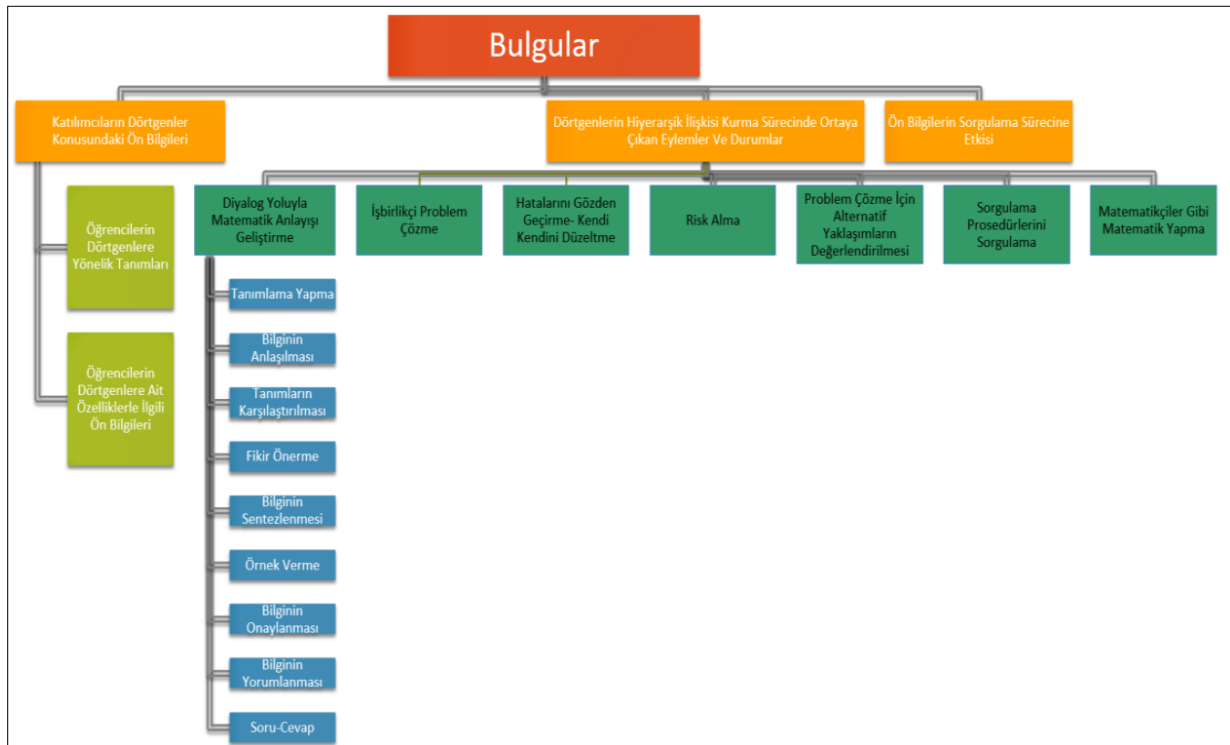 Bulgular
Katılımcıların Dörtgenler
Konusundaki Ön Bilgileri
Dörtgenlerin Hiyerarşik İlişkisi Kurma Sürecinde Ortaya
Çıkan Eylemler Ve Durumlar
Ön Bilgilerin Sorgulama Sürecine
Etkisi
Öğrencilerin
Dörtgenlere
Yönelik Tanımları
Öğrencilerin
Dörtgenlere Ait
Özelliklerle İlgili
Ön Bilgileri
Diyalog Yoluyla
Matematik Anlayışı
Geliştirme
İşbirlikçi Problem
Çözme
Hatalarını Gözden
Geçirme- Kendi
Kendini Düzeltme
Risk Alma
Problem Çözme İçin
Alternatif
Yaklaşımların
Değerlendirilmesi
Sorgulama
Prosedürlerini
Sorgulama
Matematikçiler Gibi
Matematik Yapma
Tanımlama Yapma
Bilginin
Anlaşılması
Tanımların
Karşılaştırılması
Fikir Önerme
Bilginin
Sentezlenmesi
Örnek Verme
Bilginin
Onaylanması
Bilginin
Yorumlanması
Soru-Cevap